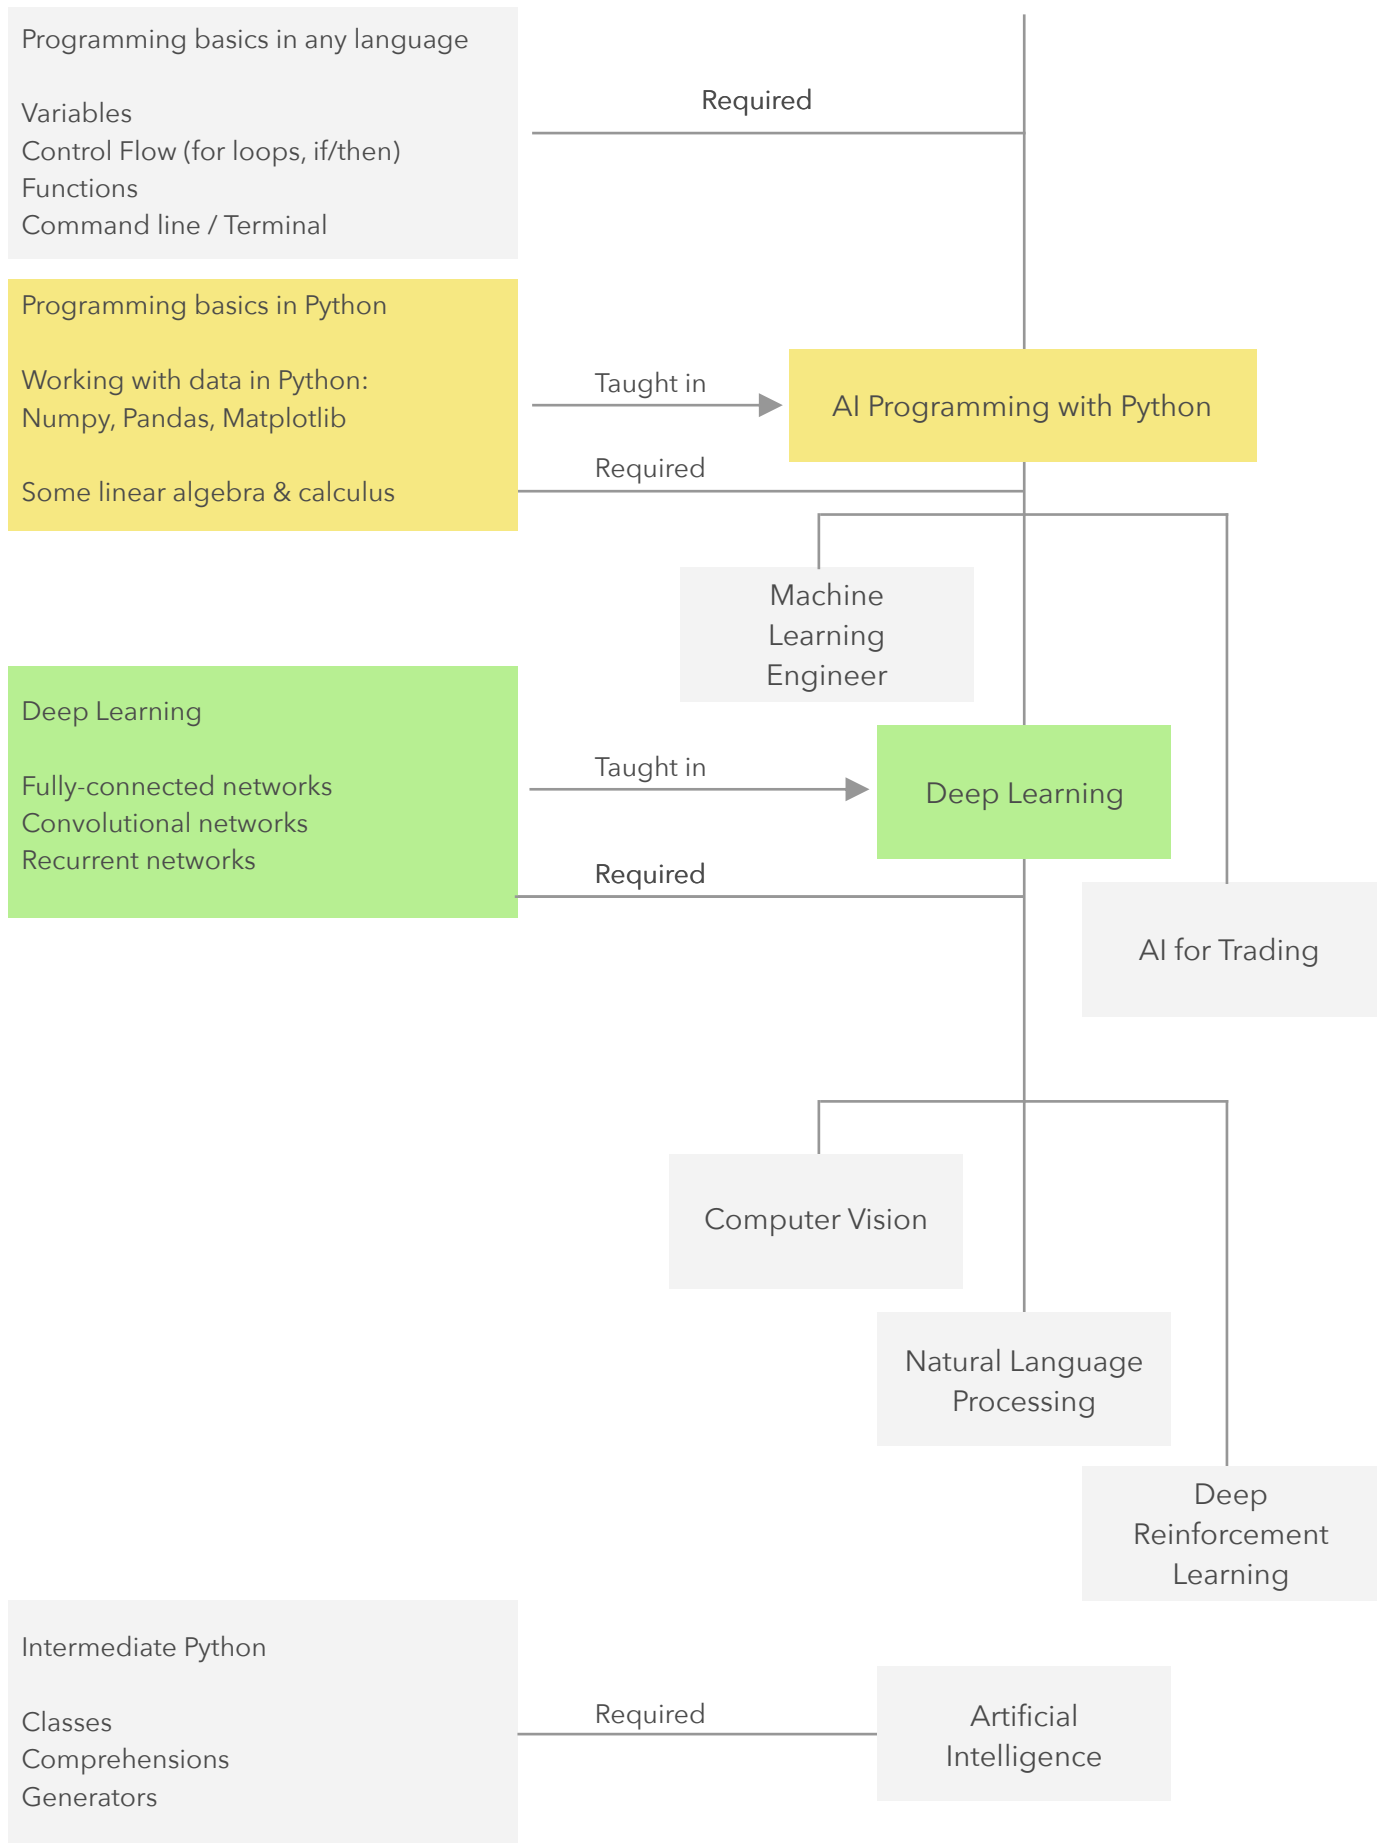 Programming basics in any language
Variables
Control Flow (for loops, if/then)
Functions
Command line / Terminal
Required
Programming basics in Python
Working with data in Python:
Numpy, Pandas, Matplotlib
Some linear algebra & calculus
Taught in
AI Programming with Python
Required
Machine
Learning
Engineer
Deep Learning
Fully-connected networks
Convolutional networks
Recurrent networks
Taught in
Deep Learning
Required
AI for Trading
Computer Vision
Natural Language
Processing
Deep
Reinforcement
Learning
Intermediate Python
Classes
Comprehensions
Generators
Required
Artificial
Intelligence